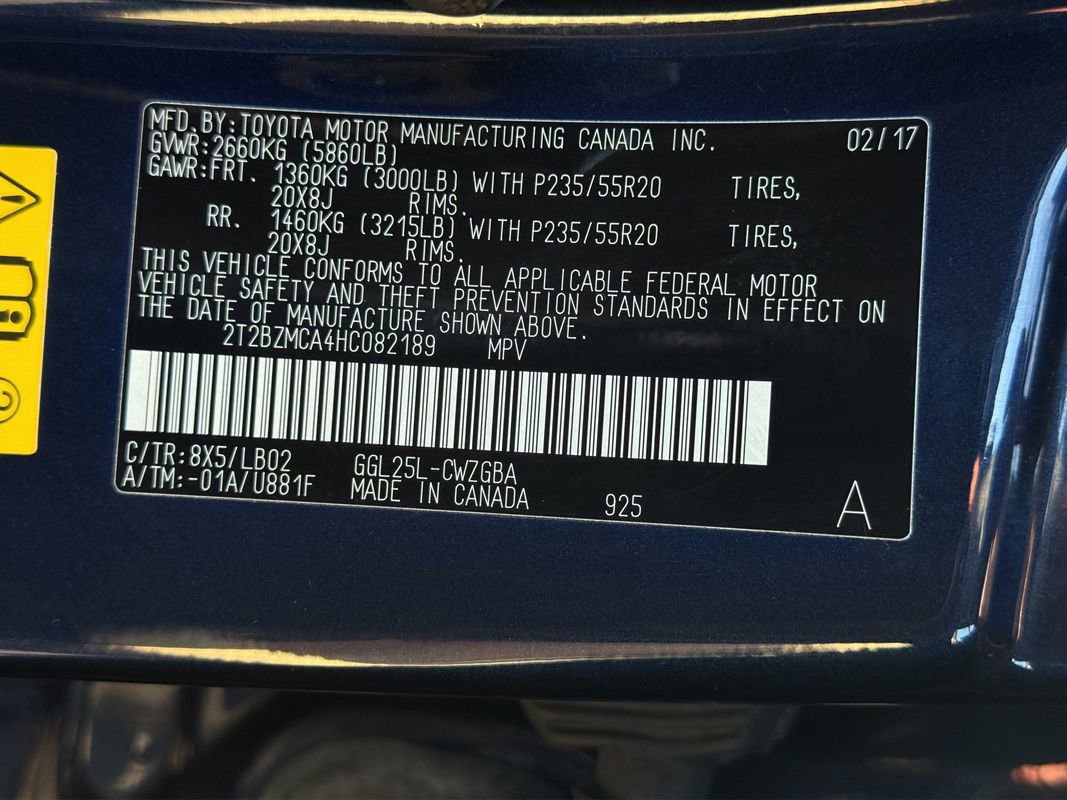 MFD.BY:TOYOTA MOTOR MANUFACTURING CANADA INC. 02/17
GVWR:2660KG (5860LB)
GAWR:FRT. 1360KG (3000LB) WITH P235/55R20 TIRES,
20X8J RIMS.
RR. 1460KG (3215LB) WITH P235/55R20 TIRES,
20X8J RIMS.
THIS VEHICLE CONFORMS TO ALL APPLICABLE FEDERAL MOTOR
VEHICLE SAFETY AND THEFT PREVENTION STANDARDS IN EFFECT ON
THE DATE OF MANUFACTURE SHOWN ABOVE.
2T2BZMCA4HC082189 MPV
C/TR:8X5/LB02 GGL25L-CWZGBA
A/TM:-01A/U881F MADE IN CANADA 925 A